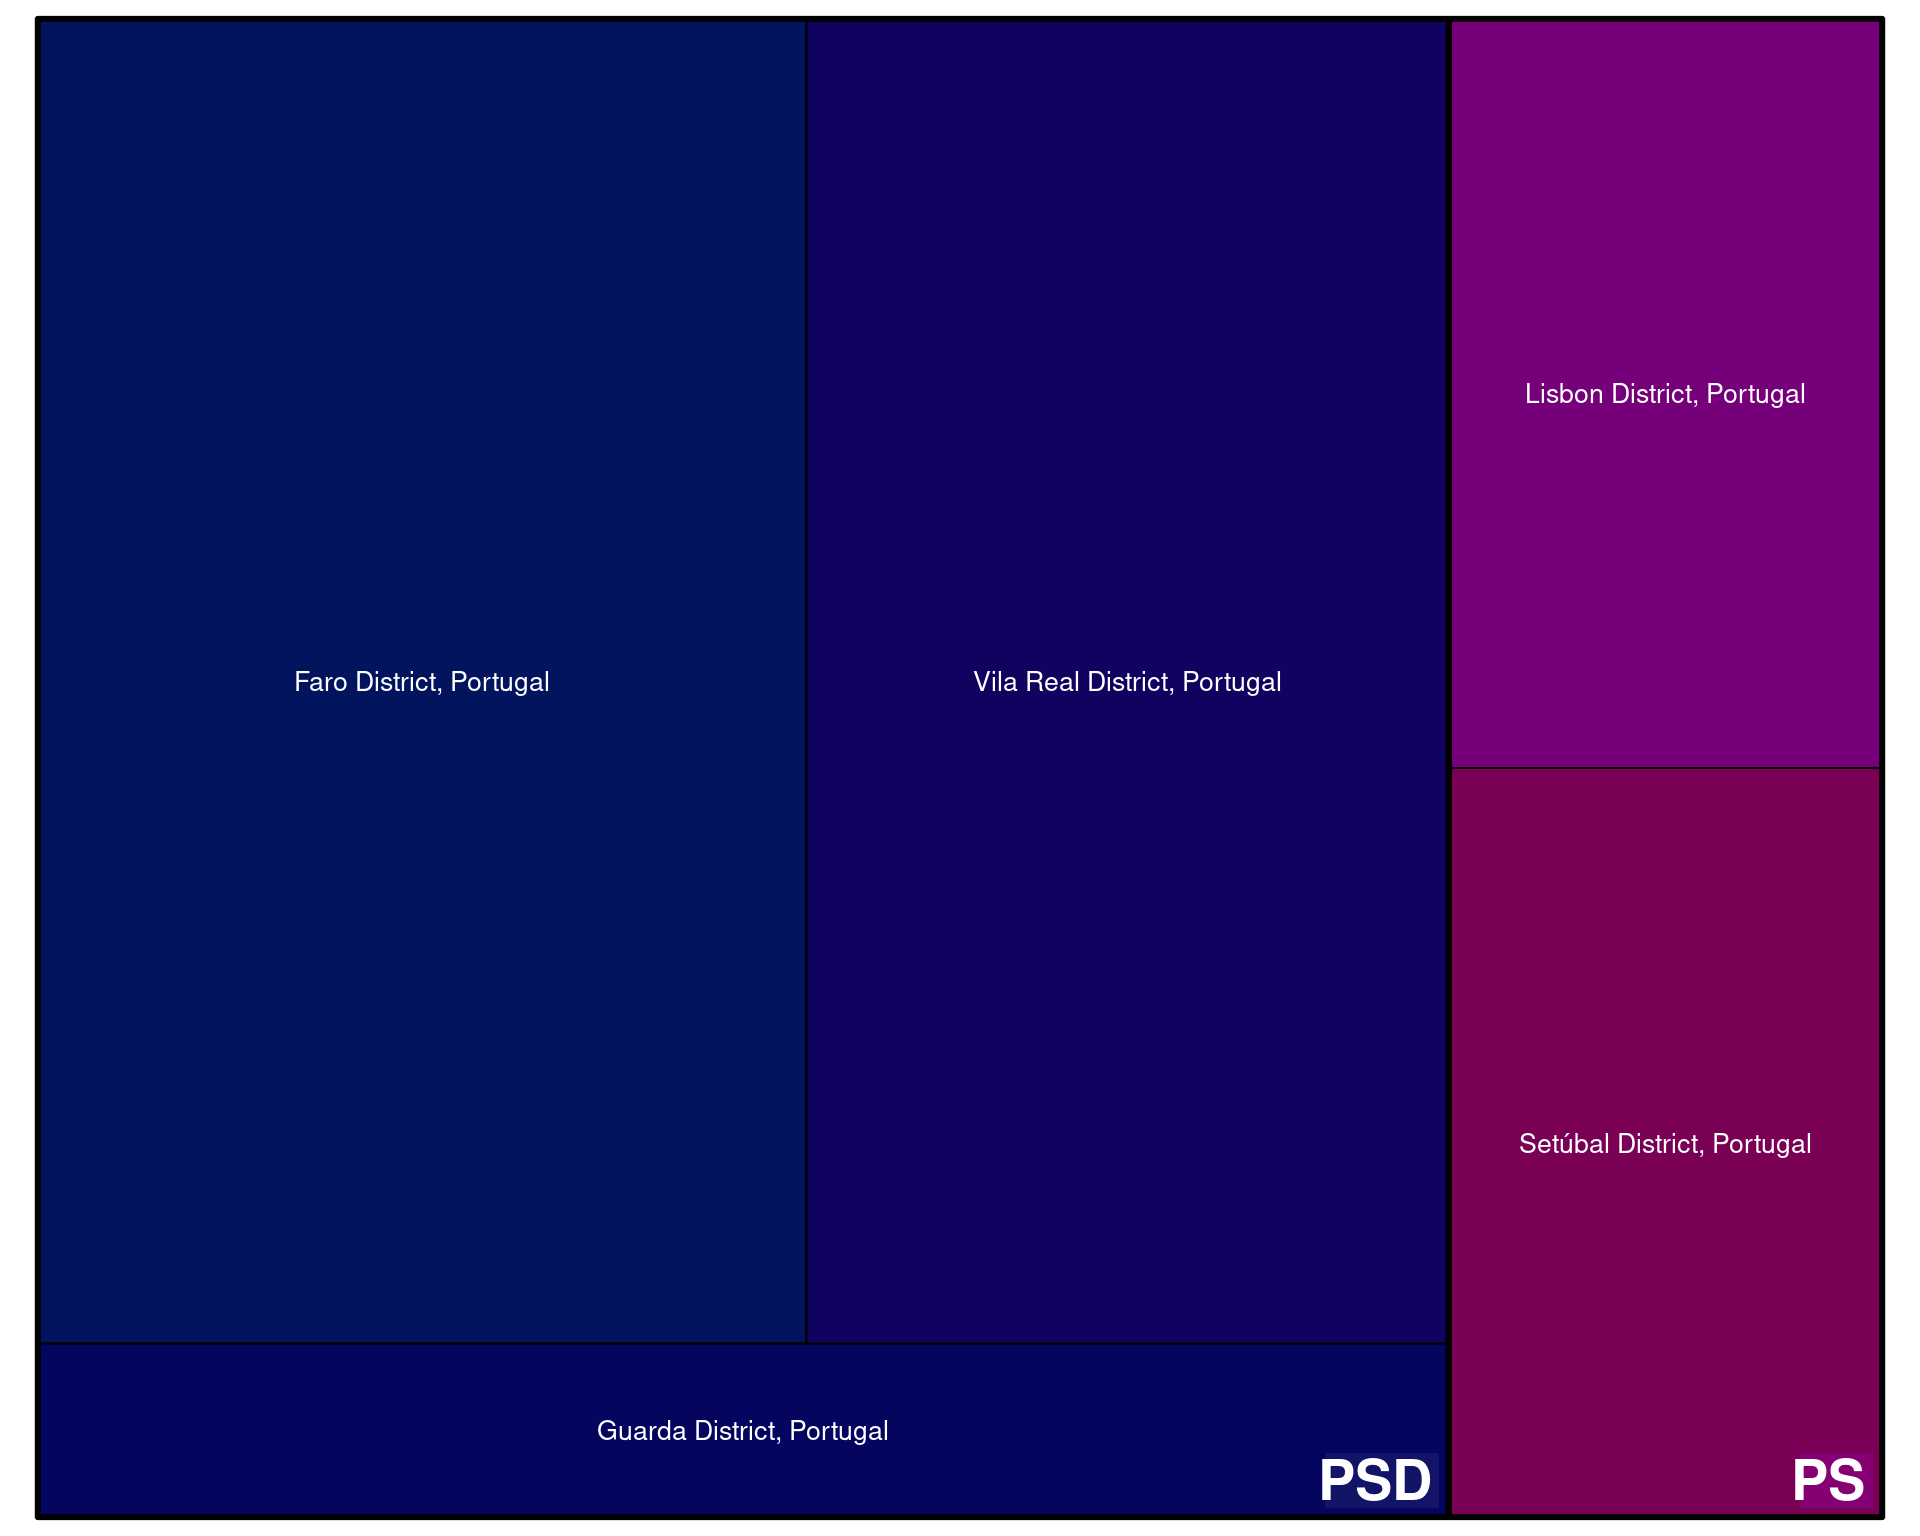 Faro District, Portugal
Vila Real District, Portugal
Guarda District, Portugal
PSD
Lisbon District, Portugal
Setúbal District, Portugal
PS